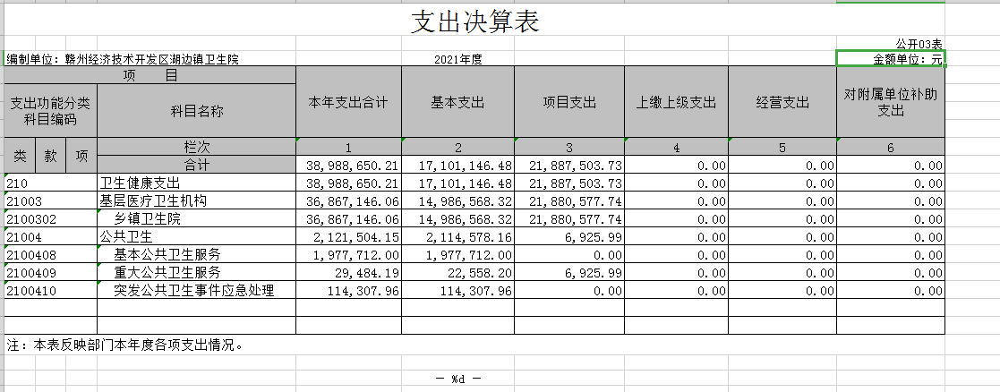 支出决算表
公开03表
编制单位：赣州经济技术开发区湖边镇卫生院 2021年度 金额单位：元
项 目 本年支出合计 基本支出 项目支出 上缴上级支出 经营支出 对附属单位补助支出
支出功能分类科目编码 科目名称
类 款 项 栏次 1 2 3 4 5 6
合计 38,988,650.21 17,101,146.48 21,887,503.73 0.00 0.00 0.00
210 卫生健康支出 38,988,650.21 17,101,146.48 21,887,503.73 0.00 0.00 0.00
21003 基层医疗卫生机构 36,867,146.06 14,986,568.32 21,880,577.74 0.00 0.00 0.00
2100302 乡镇卫生院 36,867,146.06 14,986,568.32 21,880,577.74 0.00 0.00 0.00
21004 公共卫生 2,121,504.15 2,114,578.16 6,925.99 0.00 0.00 0.00
2100408 基本公共卫生服务 1,977,712.00 1,977,712.00 0.00 0.00 0.00 0.00
2100409 重大公共卫生服务 29,484.19 22,558.20 6,925.99 0.00 0.00 0.00
2100410 突发公共卫生事件应急处理 114,307.96 114,307.96 0.00 0.00 0.00 0.00
注：本表反映部门本年度各项支出情况。
— %d —